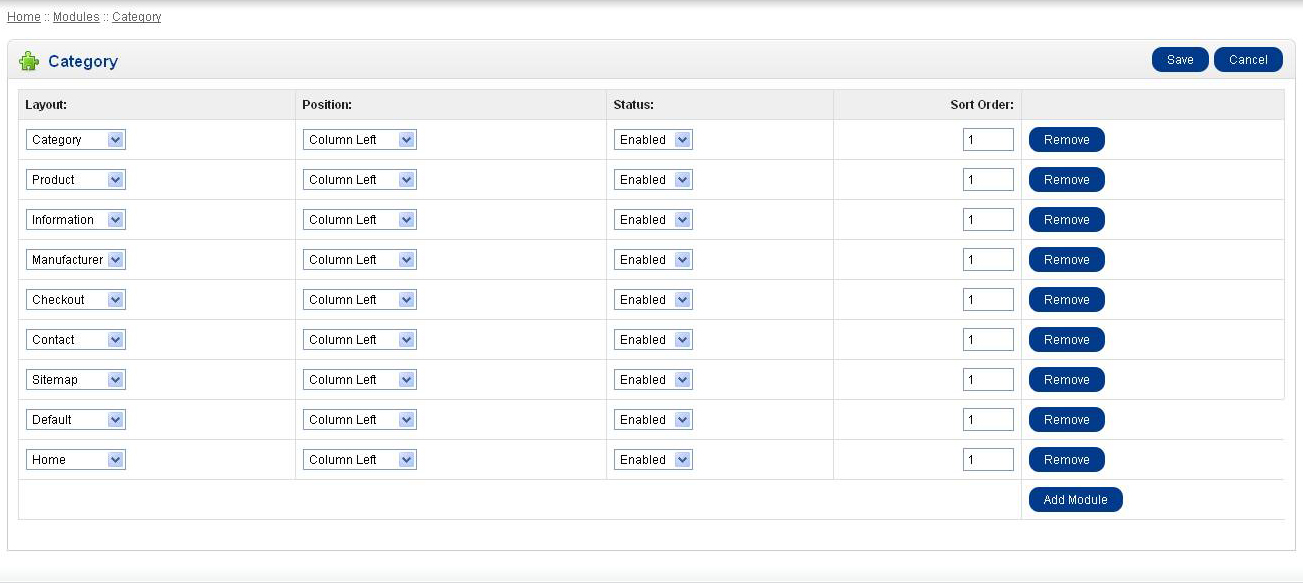 Home :: Modules :: Category
Category Save Cancel
Layout: Position: Status: Sort Order:
Category Column Left Enabled 1 Remove
Product Column Left Enabled 1 Remove
Information Column Left Enabled 1 Remove
Manufacturer Column Left Enabled 1 Remove
Checkout Column Left Enabled 1 Remove
Contact Column Left Enabled 1 Remove
Sitemap Column Left Enabled 1 Remove
Default Column Left Enabled 1 Remove
Home Column Left Enabled 1 Remove
Add Module